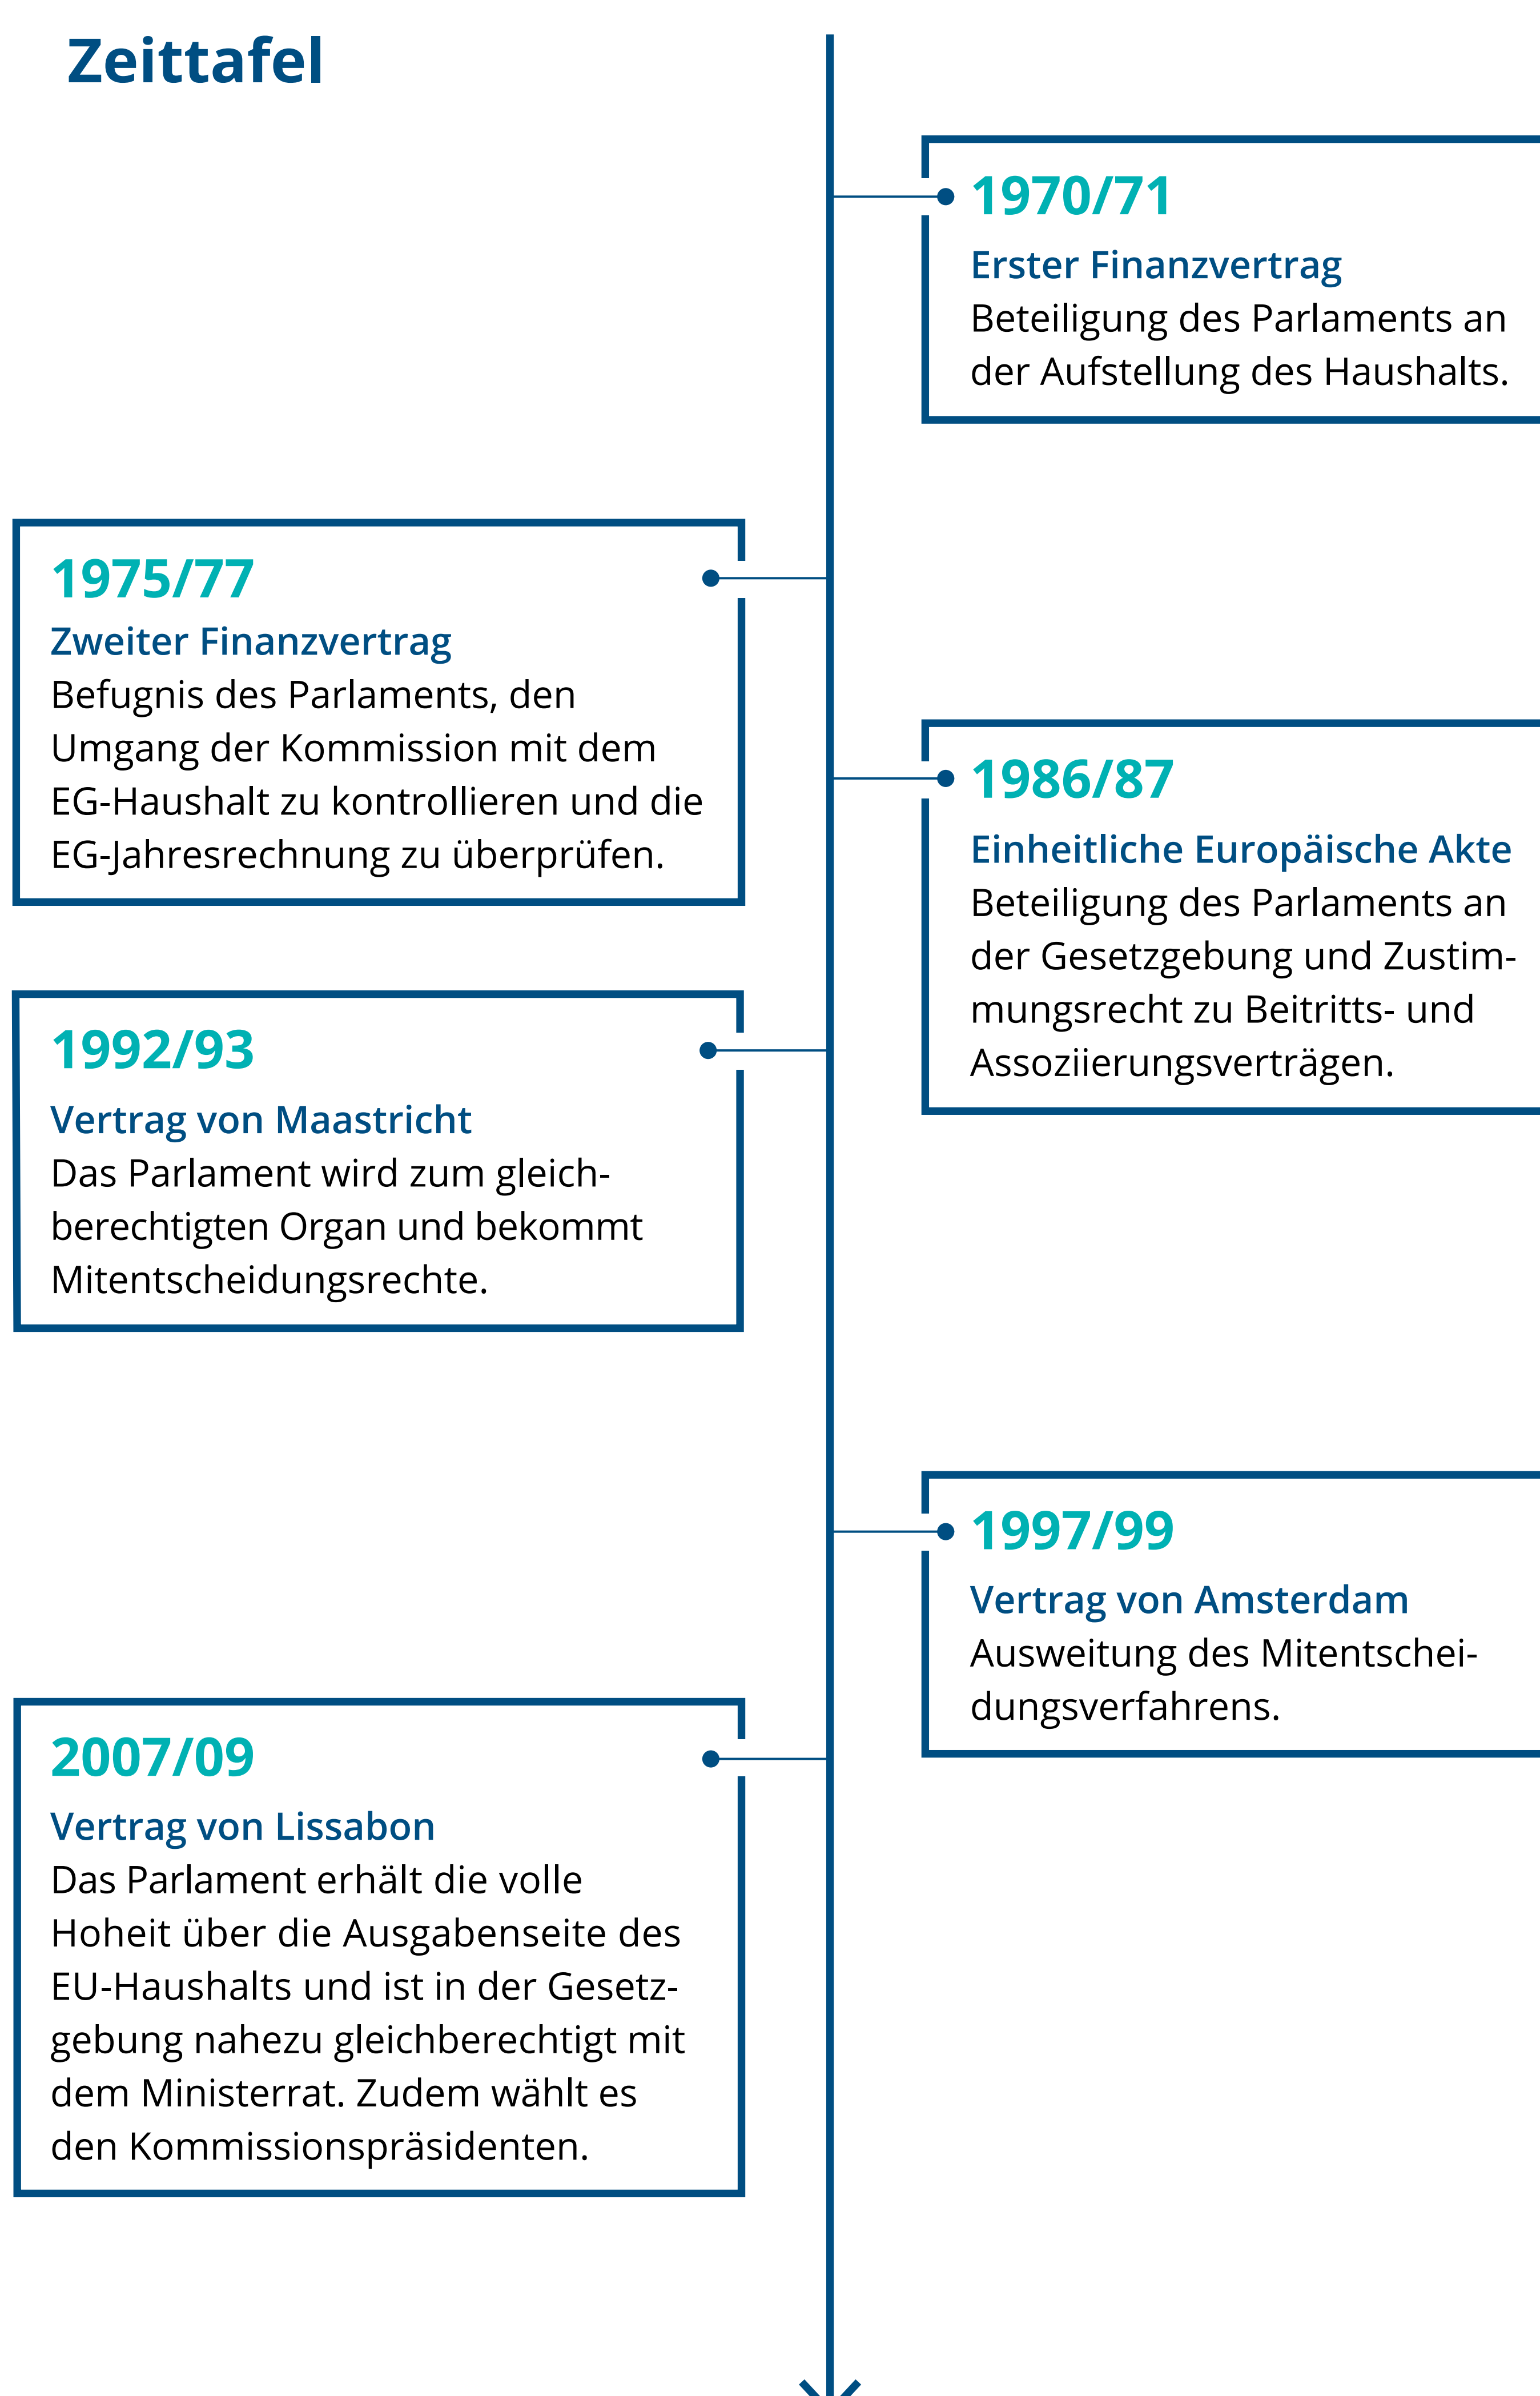 Zeittafel
1970/71
Erster Finanzvertrag
Beteiligung des Parlaments an
der Aufstellung des Haushalts.
1975/77
Zweiter Finanzvertrag
Befugnis des Parlaments, den
Umgang der Kommission mit dem
EG-Haushalt zu kontrollieren und die
EG-Jahresrechnung zu überprüfen.
1986/87
Einheitliche Europäische Akte
Beteiligung des Parlaments an
der Gesetzgebung und Zustim-
mungsrecht zu Beitritts- und
Assoziierungsverträgen.
1992/93
Vertrag von Maastricht
Das Parlament wird zum gleich-
berechtigten Organ und bekommt
Mitentscheidungsrechte.
1997/99
Vertrag von Amsterdam
Ausweitung des Mitentschei-
dungsverfahrens.
2007/09
Vertrag von Lissabon
Das Parlament erhält die volle
Hoheit über die Ausgabenseite des
EU-Haushalts und ist in der Gesetz-
gebung nahezu gleichberechtigt mit
dem Ministerrat. Zudem wählt es
den Kommissionspräsidenten.